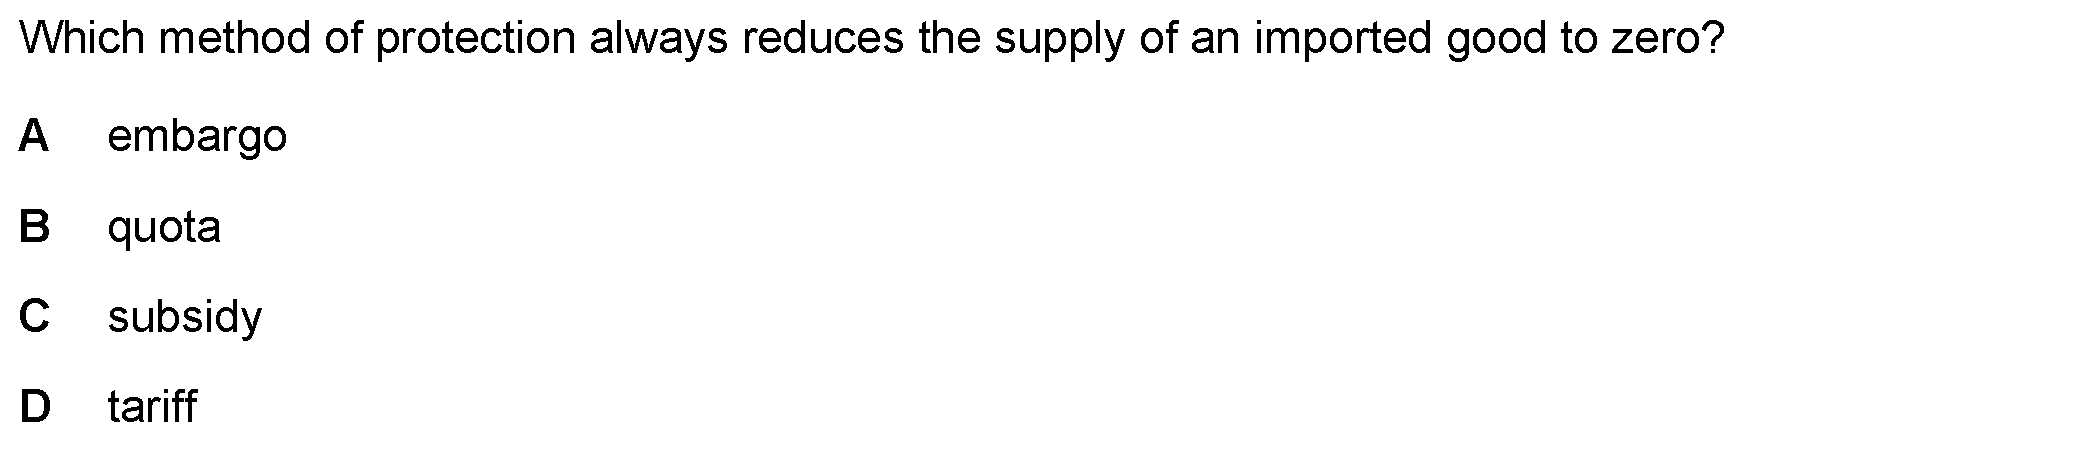 Which method of protection always reduces the supply of an imported good to zero?
A embargo
B quota
C subsidy
D tariff